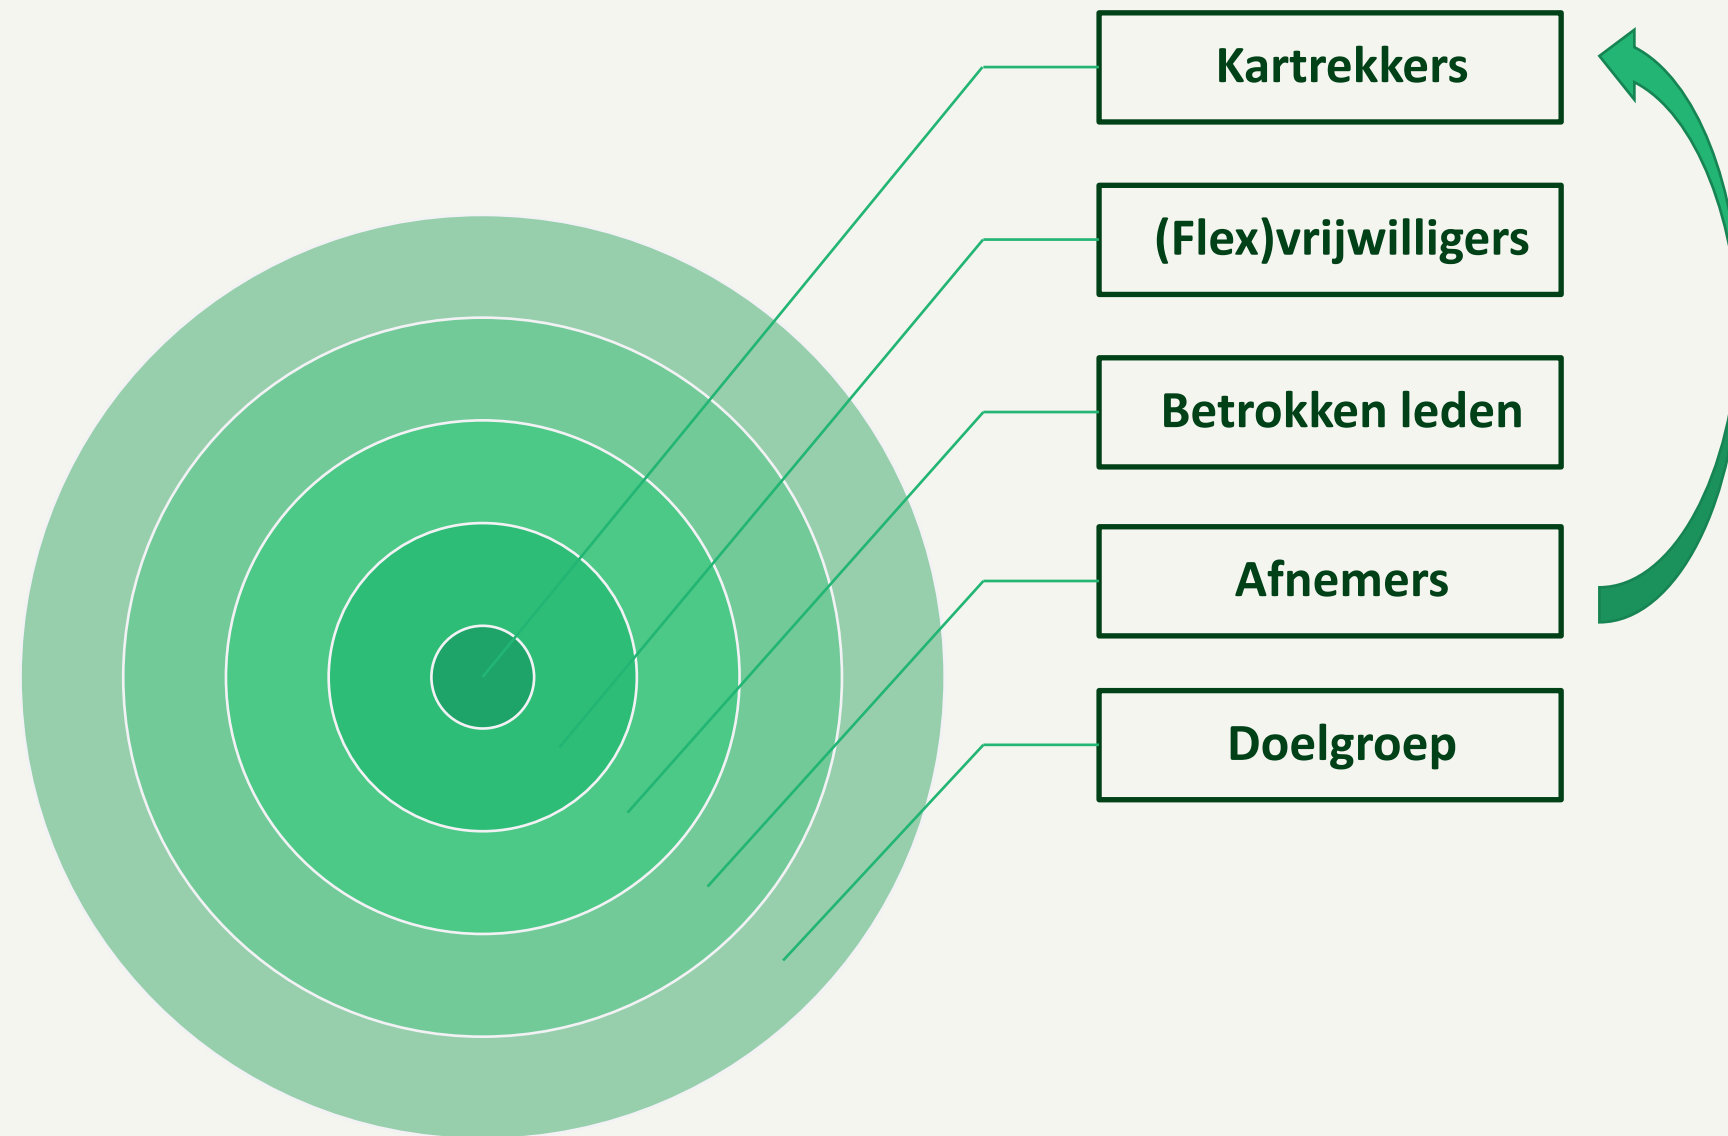 Kartrekkers
(Flex)vrijwilligers
Betrokken leden
Afnemers
Doelgroep